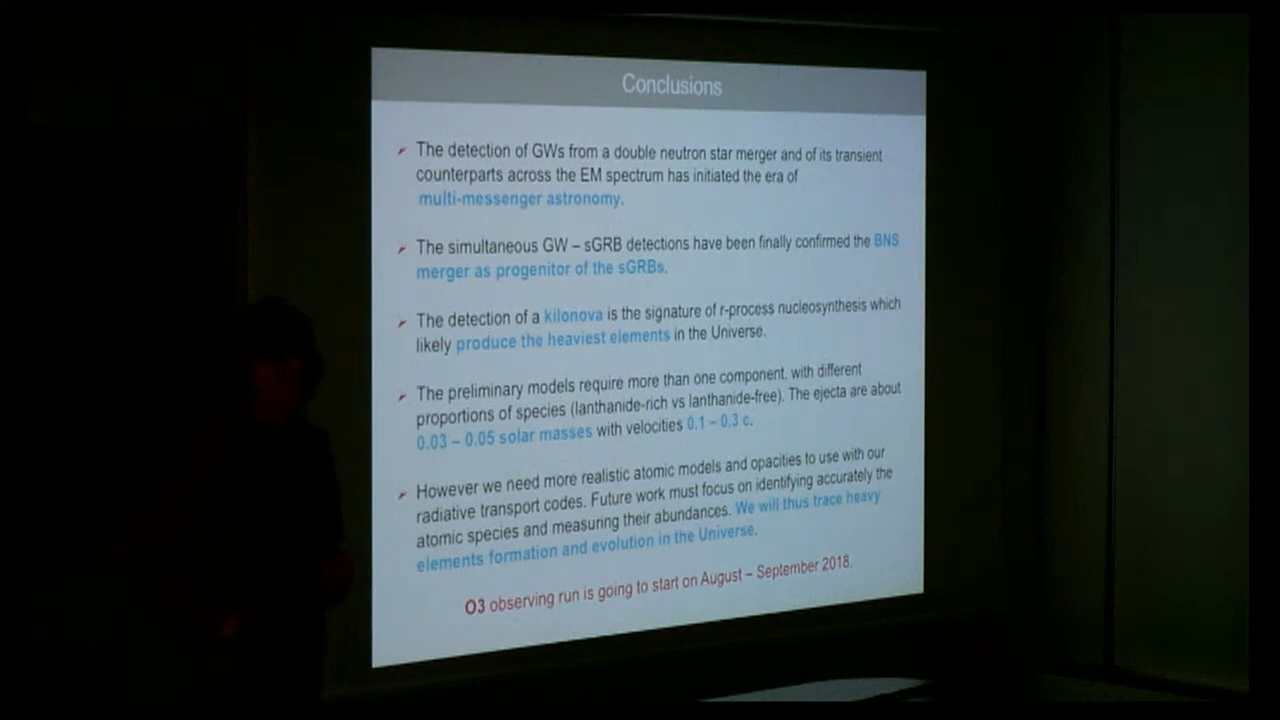 Conclusions
The detection of GWs from a double neutron star merger and of its transient
counterparts across the EM spectrum has initiated the era of
multi-messenger astronomy.
The simultaneous GW – sGRB detections have been finally confirmed the BNS
merger as progenitor of the sGRBs.
The detection of a kilonova is the signature of r-process nucleosynthesis which
likely produce the heaviest elements in the Universe.
The preliminary models require more than one component, with different
proportions of species (lanthanide-rich vs lanthanide-free). The ejecta are about
0.03 – 0.05 solar masses with velocities 0.1 – 0.3 c.
However we need more realistic atomic models and opacities to use with our
radiative transport codes. Future work must focus on identifying accurately the
atomic species and measuring their abundances. We will thus trace heavy
elements formation and evolution in the Universe.
O3 observing run is going to start on August – September 2018.